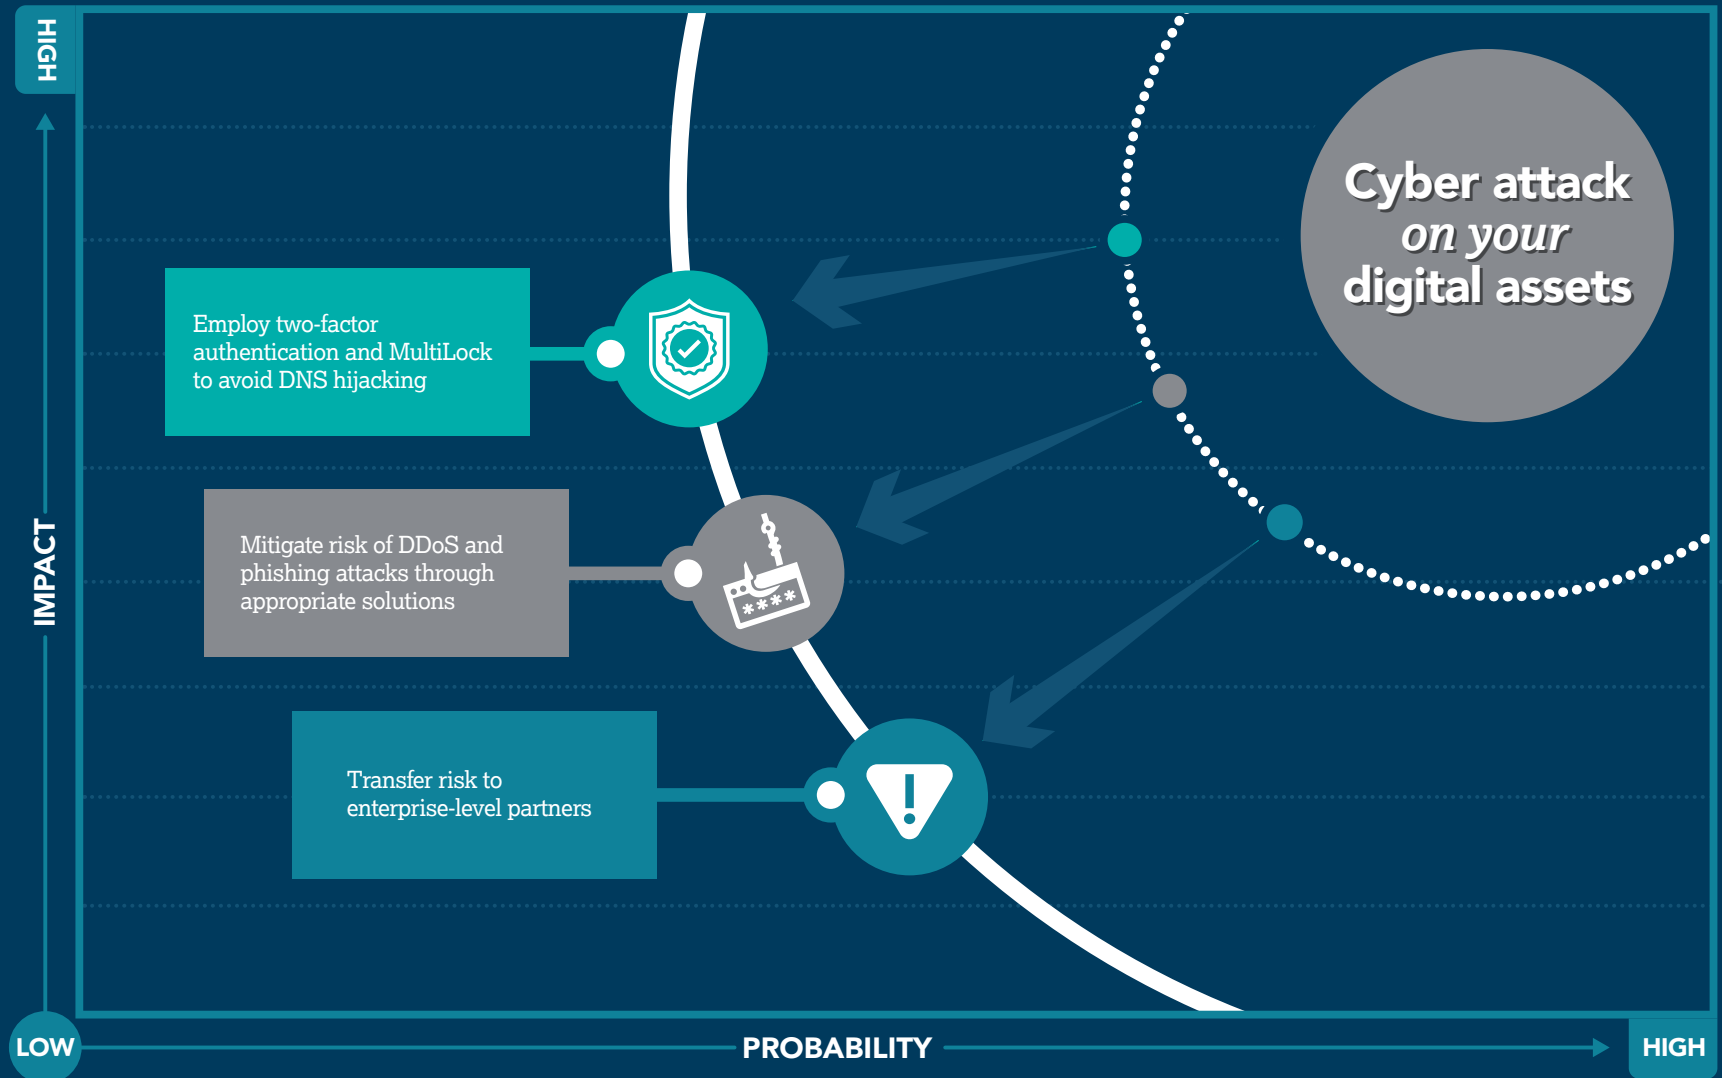 HIGH
Cyber attack
on your
digital assets
Employ two-factor
authentication and MultiLock
to avoid DNS hijacking
Mitigate risk of DDoS and
phishing attacks through
appropriate solutions
****
IMPACT
Transfer risk to
enterprise-level partners
!
LOW
PROBABILITY
HIGH